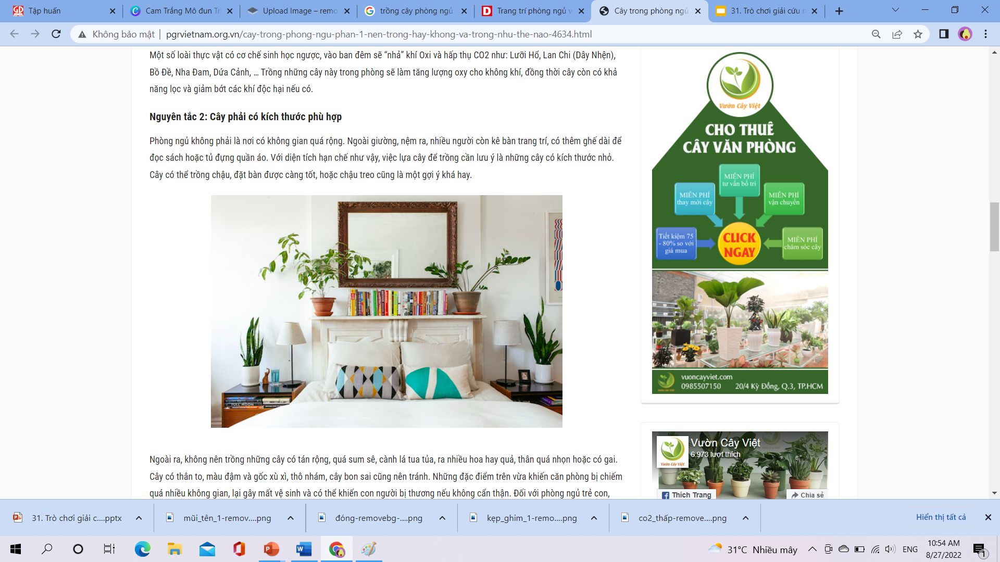 Tập huấn
Cam Trắng Mô đun Tr
Upload Image – remo
trồng cây phòng ngủ
Trang trí phòng ngủ v
Cây trong phòng ngủ
31. Trò chơi giải cứu n
Không bảo mật
pgrvietnam.org.vn/cay-trong-phong-ngu-phan-1-nen-trong-hay-khong-va-trong-nhu-the-nao-4634.html
Một số loài thực vật có cơ chế sinh học ngược, vào ban đêm sẽ “nhả” khí Oxi và hấp thụ CO2 như: Lưỡi Hổ, Lan Chi (Dây Nhện),
Bồ Đề, Nha Đam, Dứa Cảnh, ... Trồng những cây này trong phòng sẽ làm tăng lượng oxy cho không khí, đồng thời cây còn có khả
năng lọc và giảm bớt các khí độc hại nếu có.
Nguyên tắc 2: Cây phải có kích thước phù hợp
Phòng ngủ không phải là nơi có không gian quá rộng. Ngoài giường, nệm ra, nhiều người còn kê bàn trang trí, có thêm ghế dài để
đọc sách hoặc tủ đựng quần áo. Với diện tích hạn chế như vậy, việc lựa cây để trồng cần lưu ý là những cây có kích thước nhỏ.
Cây có thể trồng chậu, đặt bàn được càng tốt, hoặc chậu treo cũng là một gợi ý khá hay.
FULL MOON
Ngoài ra, không nên trồng những cây có tán rộng, quá sum sê, cành lá tua tủa, ra nhiều hoa hay quả, thân quá nhọn hoặc có gai.
Cây có thân to, màu đậm và gốc xù xì, thô nhám, cây bon sai cũng nên tránh. Những đặc điểm trên vừa khiến căn phòng bị chiếm
quá nhiều không gian, lại gây mất vệ sinh và có thể khiến con người bị thương nếu không cẩn thận. Đối với phòng ngủ trẻ con,
Vườn Cây Việt
CHO THUÊ
CÂY VĂN PHÒNG
MIỄN PHÍ
tư vấn bố trí
MIỄN PHÍ
thay mới cây
MIỄN PHÍ
vận chuyển
Tiết kiệm 75
- 80% so với
giá mua
CLICK
NGAY
MIỄN PHÍ
chăm sóc cây
Vườn Cây Việt
vuoncayviet.com
0985507150
20/4 Kỳ Đồng, Q.3, TP.HCM
Vườn Cây Việt
Vườn Cây Việt
6.973 lượt thích
Thích Trang
Chia sẻ
31. Trò chơi giải c....pptx
mũi_tên_1-remov....png
đóng-removebg-....png
kẹp_ghim_1-remo....png
co2_thấp-remove....png
Hiển thị tất cả
31°C Nhiều mây
ENG
10:54 AM
8/27/2022
1